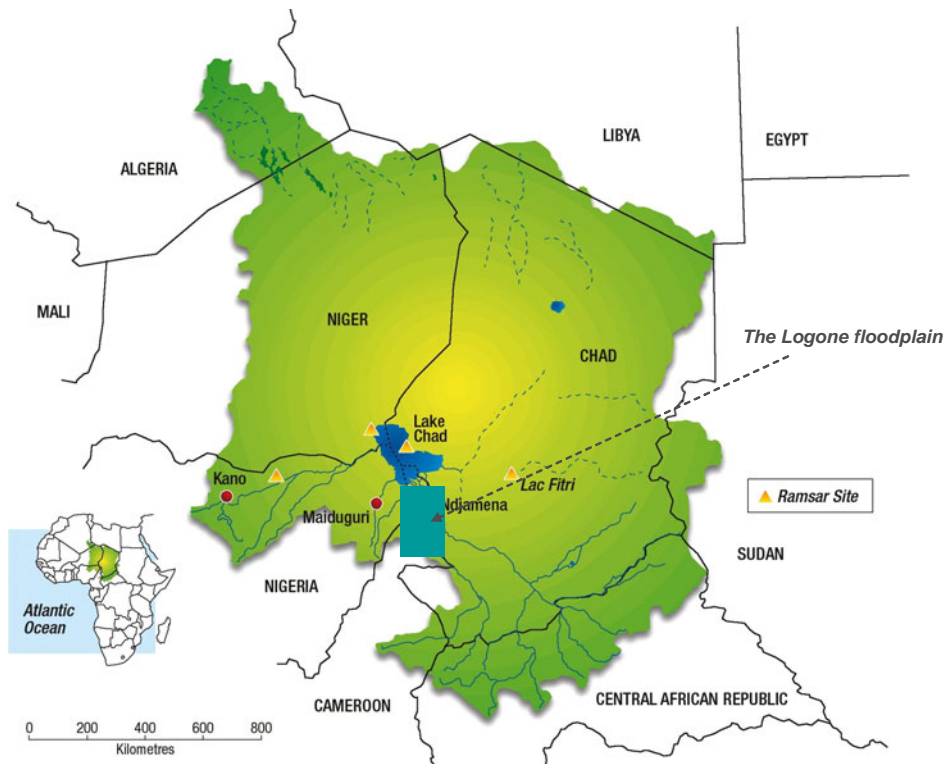 LIBYA
EGYPT
ALGERIA
MALI
NIGER
CHAD
The Logone floodplain
Lake
Chad
Kano
Lac Fitri
Maiduguri
Ndjamena
Ramsar Site
SUDAN
NIGERIA
Atlantic
Ocean
CAMEROON
CENTRAL AFRICAN REPUBLIC
0 200 400 600 800
Kilometres